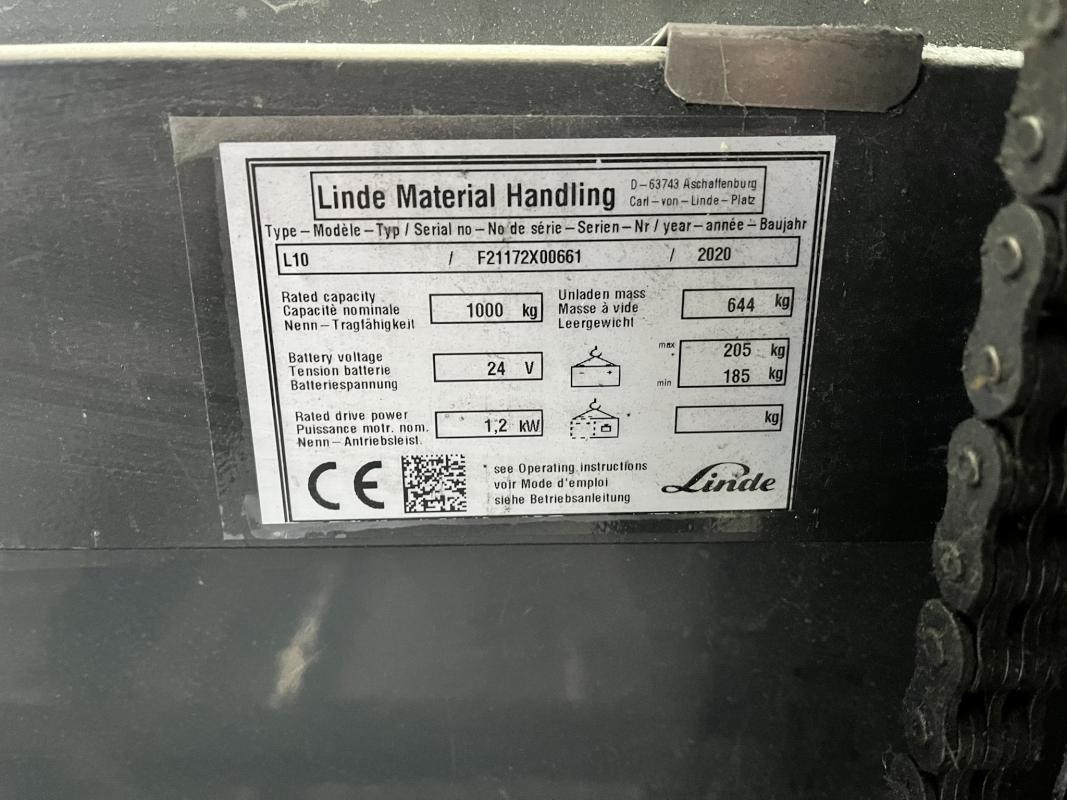 Linde Material Handling
D-63743 Aschaffenburg
Carl-von-Linde-Platz
Type-Modèle-Typ / Serial no-No de série-Serien-Nr / year-année-Baujahr
L10 / F21172X00661 / 2020
Rated capacity
Capacité nominale
Nenn-Tragfähigkeit
1000 kg
Unladen mass
Masse à vide
Leergewicht
644 kg
Battery voltage
Tension batterie
Batteriespannung
24 V
- +
max * 205 kg
min 185 kg
Rated drive power
Puissance motr. nom.
Nenn-Antriebsleist.
1,2 kW
*
kg
CE
* see Operating instructions
voir Mode d'emploi
siehe Betriebsanleitung
Linde